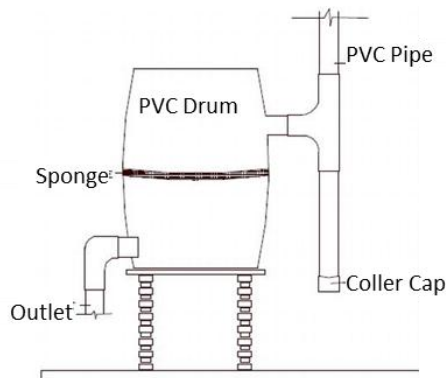 PVC Pipe
PVC Drum
Sponge
Coller Cap
Outlet